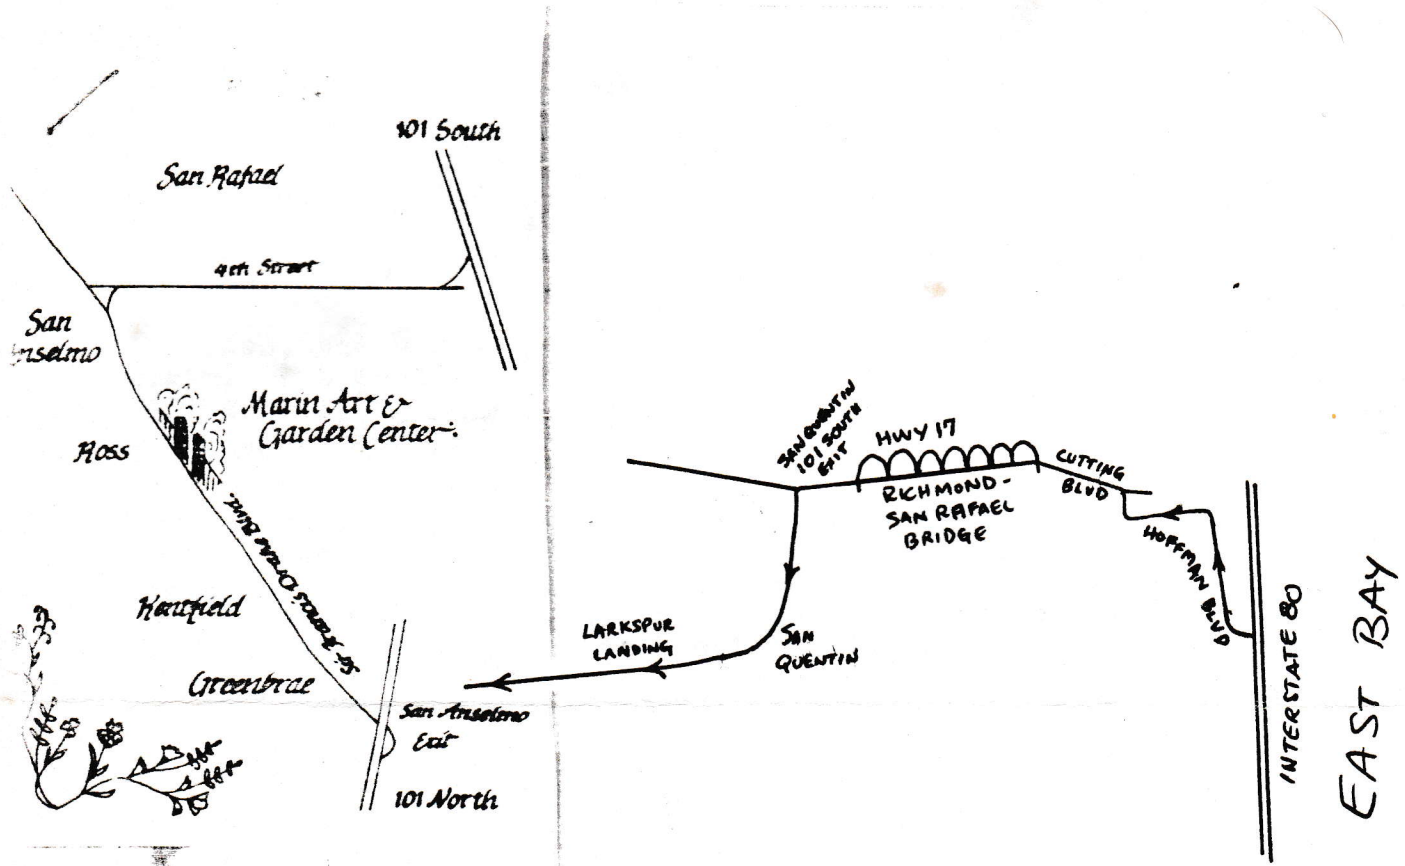 101 South
San Rafael
4th Street
San
Anselmo
Marin Art &
Garden Center
Ross
Sir Francis Drake Blvd.
Kentfield
Greenbrae
San Anselmo
Exit
101 North
SAN QUENTIN
101 SOUTH
EXIT
HWY 17
RICHMOND-
SAN RAFAEL
BRIDGE
CUTTING
BLVD
HOFFMAN BLVD
LARKSPUR
LANDING
SAN
QUENTIN
INTERSTATE 80
EAST BAY